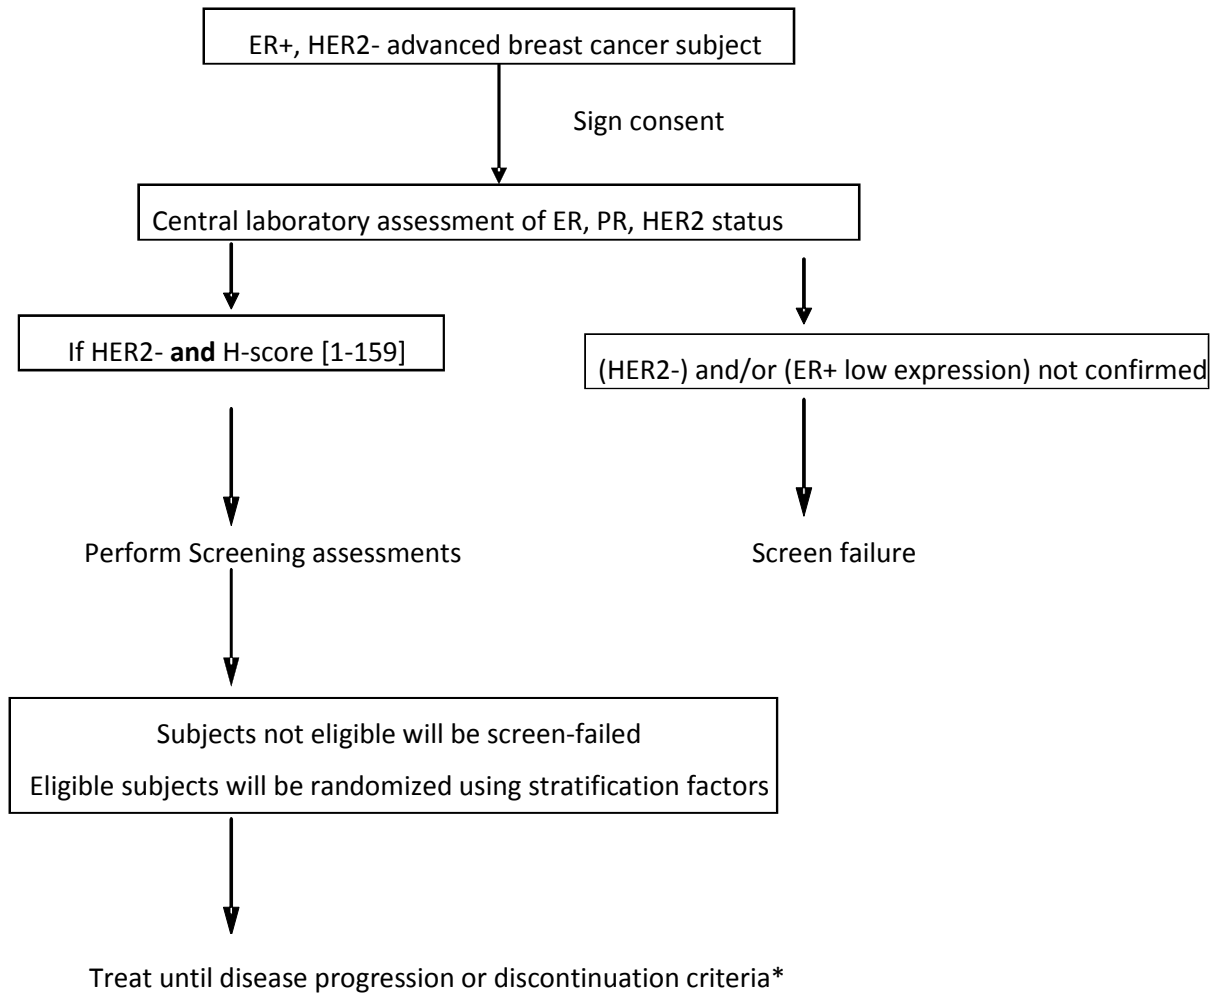 ER+, HER2- advanced breast cancer subject
Sign consent
Central laboratory assessment of ER, PR, HER2 status
If HER2- and H-score [1-159]
(HER2-) and/or (ER+ low expression) not confirmed
Perform Screening assessments
Screen failure
Subjects not eligible will be screen-failed
Eligible subjects will be randomized using stratification factors
Treat until disease progression or discontinuation criteria*